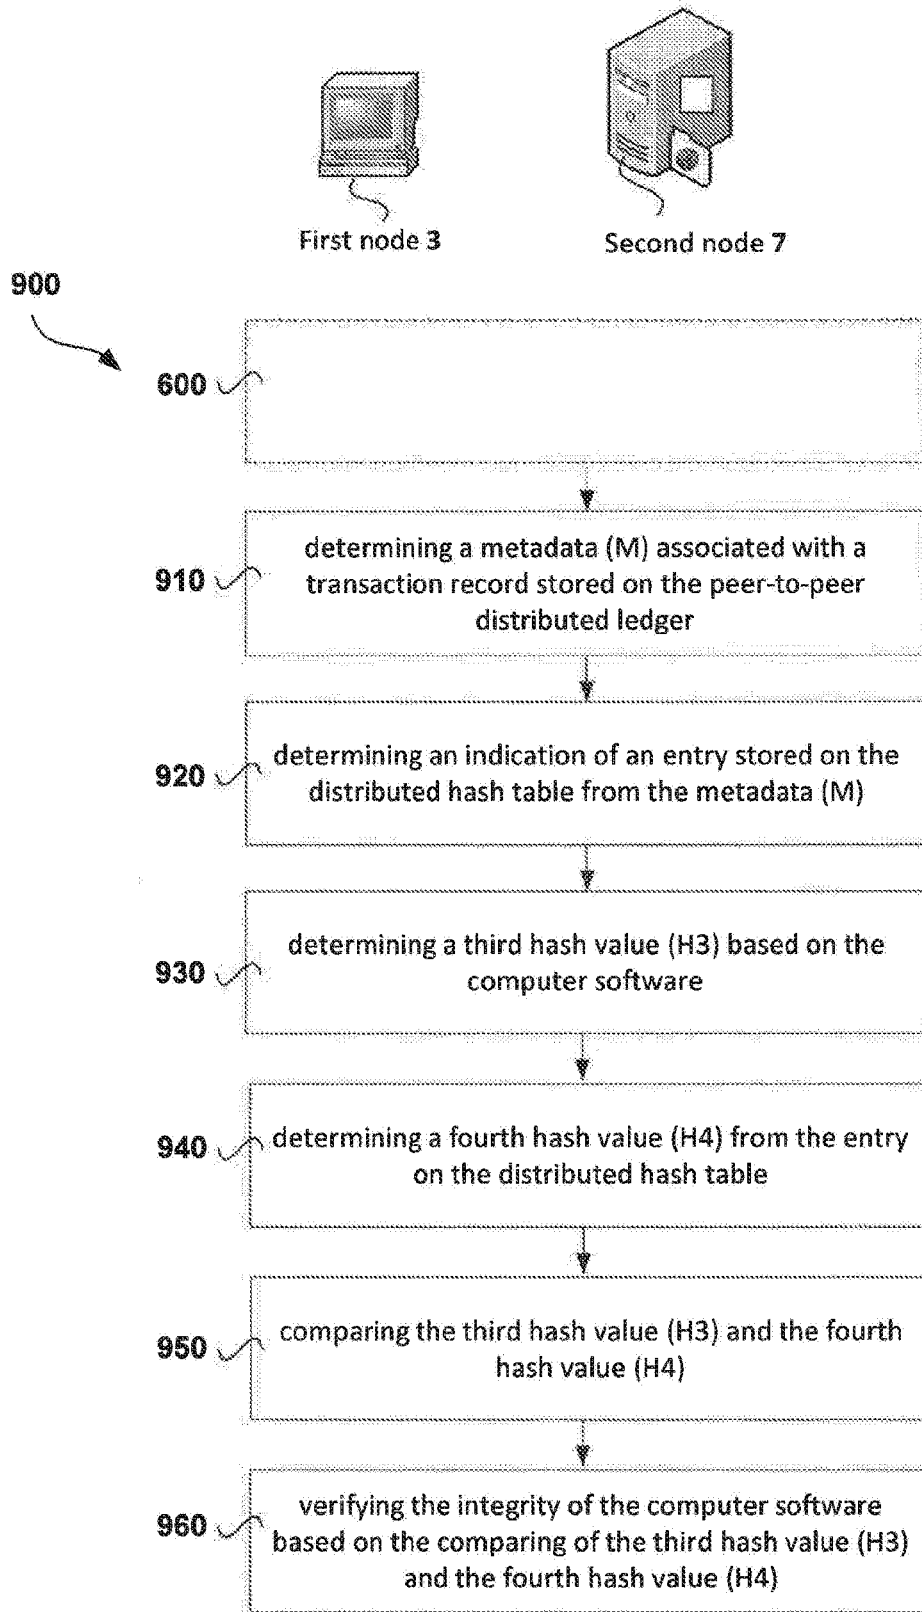 First node 3
Second node 7
900
600
910
determining a metadata (M) associated with a
transaction record stored on the peer-to-peer
distributed ledger
920
determining an indication of an entry stored on the
distributed hash table from the metadata (M)
930
determining a third hash value (H3) based on the
computer software
940
determining a fourth hash value (H4) from the entry
on the distributed hash table
950
comparing the third hash value (H3) and the fourth
hash value (H4)
960
verifying the integrity of the computer software
based on the comparing of the third hash value (H3)
and the fourth hash value (H4)